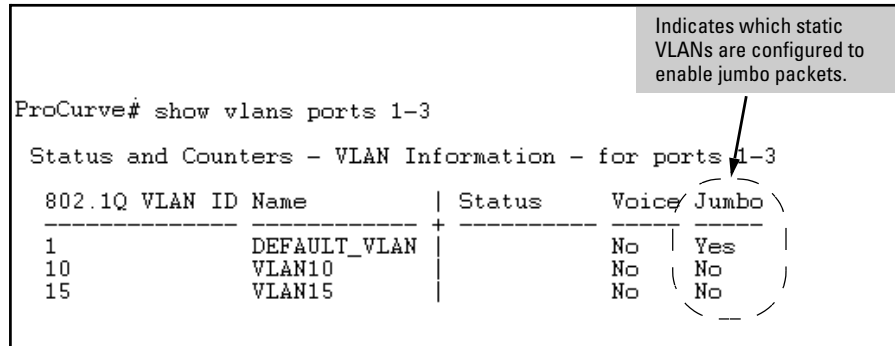 Indicates which static
VLANs are configured to
enable jumbo packets.
ProCurve# show vlans ports 1-3
Status and Counters - VLAN Information - for ports 1-3
802.1Q VLAN ID Name | Status Voice Jumbo
-------------- ------------ + ---------- ----- -----
1 DEFAULT_VLAN | No Yes
10 VLAN10 | No No
15 VLAN15 | No No